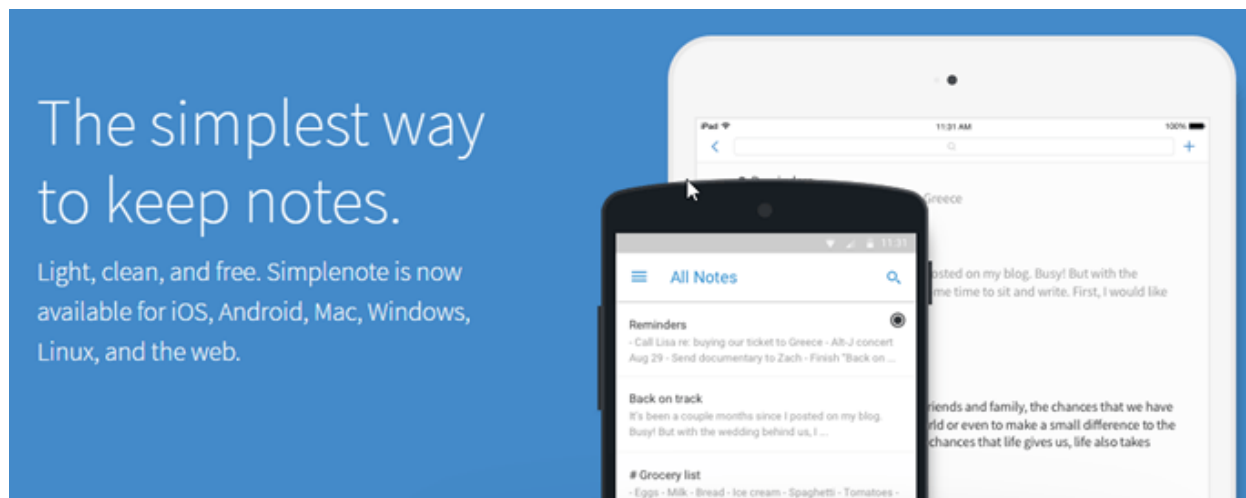 The simplest way
to keep notes.
Light, clean, and free. Simplenote is now
available for iOS, Android, Mac, Windows,
Linux, and the web.
iPad
11:31 AM
100%
Greece
posted on my blog. Busy! But with the
me time to sit and write. First, I would like
riends and family, the chances that we have
rld or even to make a small difference to the
chances that life gives us, life also takes
11:31
All Notes
Reminders
- Call Lisa re: buying our ticket to Greece - Alt-J concert
Aug 29 - Send documentary to Zach - Finish "Back on ...
Back on track
It's been a couple months since I posted on my blog.
Busy! But with the wedding behind us, I ...
# Grocery list
- Eggs - Milk - Bread - Ice cream - Spaghetti - Tomatoes -